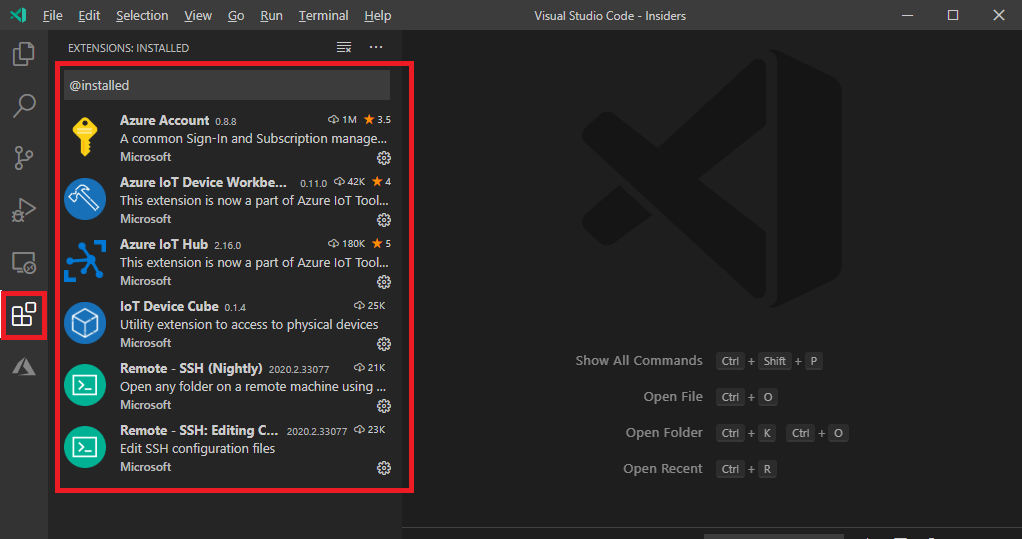 File Edit Selection View Go Run Terminal Help Visual Studio Code - Insiders
EXTENSIONS: INSTALLED
@installed
Azure Account 0.8.8 1M 3.5
A common Sign-In and Subscription manage...
Microsoft
Azure IoT Device Workbe... 0.11.0 42K 4
This extension is now a part of Azure IoT Tool...
Microsoft
Azure IoT Hub 2.16.0 180K 5
This extension is now a part of Azure IoT Tool...
Microsoft
IoT Device Cube 0.1.4 25K
Utility extension to access to physical devices
Microsoft
Remote - SSH (Nightly) 2020.2.33077 21K
Open any folder on a remote machine using ...
Microsoft
Remote - SSH: Editing C... 2020.2.33077 23K
Edit SSH configuration files
Microsoft
Show All Commands Ctrl + Shift + P
Open File Ctrl + O
Open Folder Ctrl + K Ctrl + O
Open Recent Ctrl + R